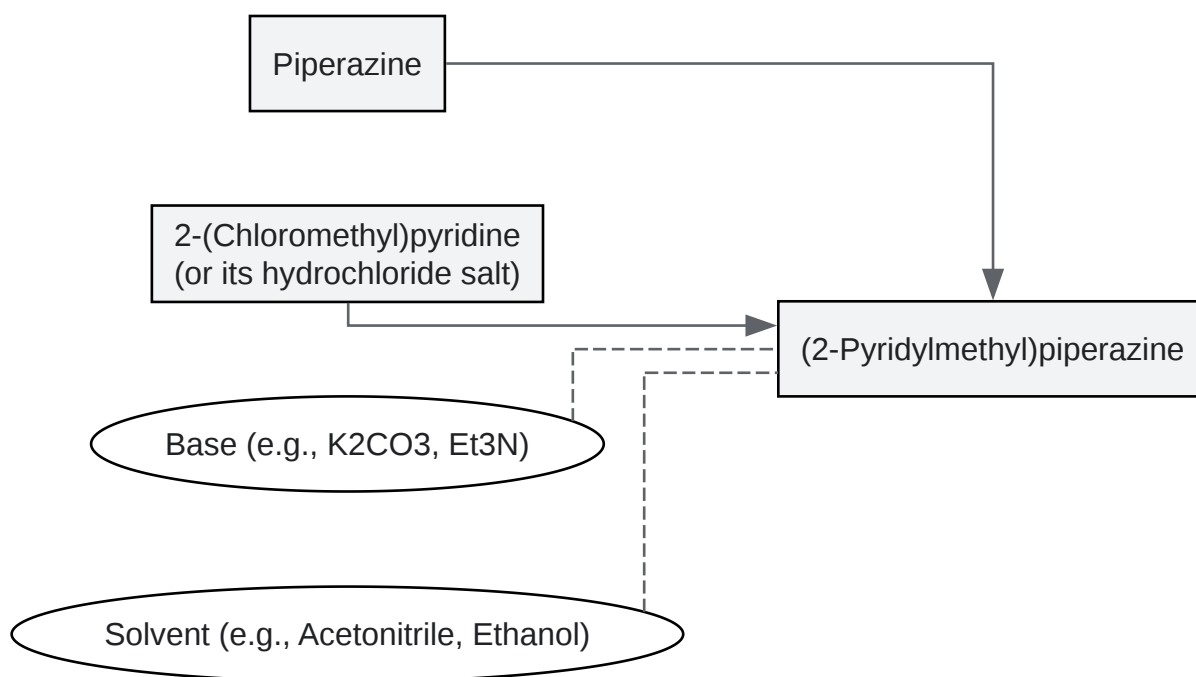 Piperazine
2-(Chloromethyl)pyridine
(or its hydrochloride salt)
(2-Pyridylmethyl)piperazine
Base (e.g., K2CO3, Et3N)
Solvent (e.g., Acetonitrile, Ethanol)